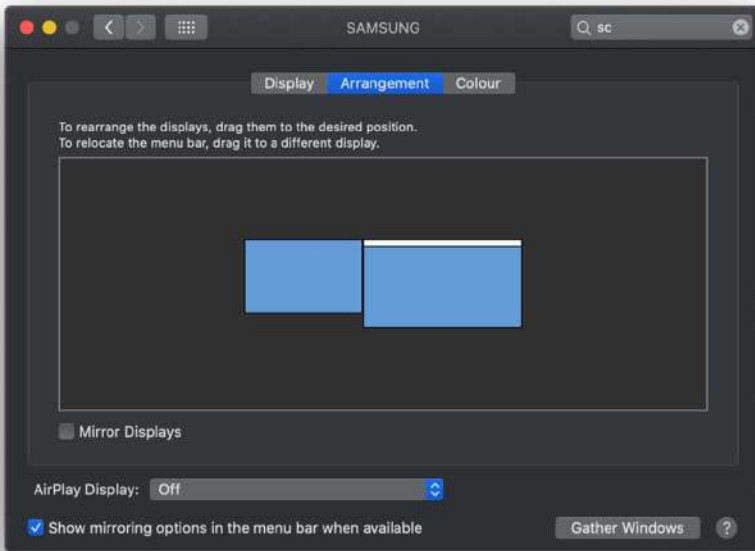 SAMSUNG
sc
Display Arrangement Colour
To rearrange the displays, drag them to the desired position.
To relocate the menu bar, drag it to a different display.
Mirror Displays
AirPlay Display: Off
Show mirroring options in the menu bar when available
Gather Windows ?